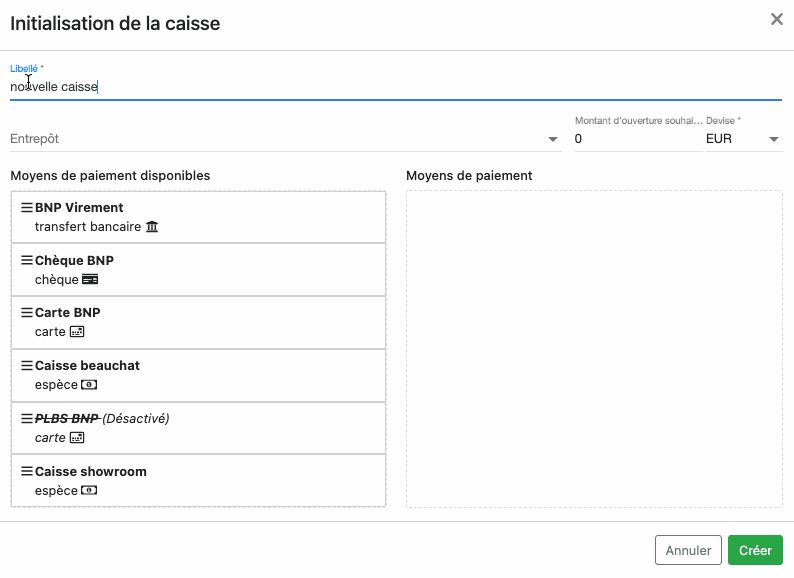 Initialisation de la caisse
Libellé *
nouvelle caisse
Montant d'ouverture souhai... Devise *
Entrepôt 0 EUR
Moyens de paiement disponibles Moyens de paiement
BNP Virement
transfert bancaire
Chèque BNP
chèque
Carte BNP
carte
Caisse beauchat
espèce
PLBS BNP (Désactivé)
carte
Caisse showroom
espèce
Annuler Créer